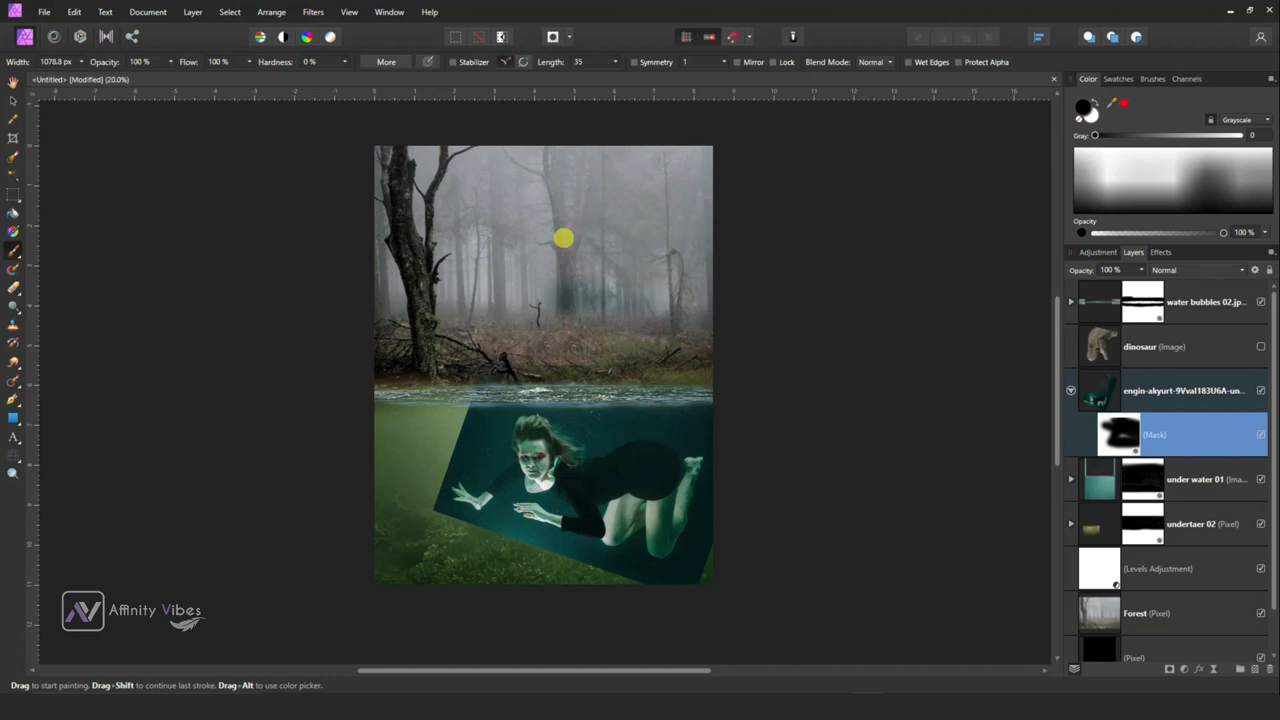 File Edit Text Document Layer Select Arrange Filters View Window Help
Width: 1078.8 px Opacity: 100 % Flow: 100 % Hardness: 0 % More Stabilizer Length: 35 Symmetry 1 Mirror Lock Blend Mode: Normal Wet Edges Protect Alpha
<Untitled> [Modified] (20.0%)
Color Swatches Brushes Channels
Grayscale
Gray: 0
Opacity
100 %
Adjustment Layers Effects
Opacity: 100 % Normal
water bubbles 02.jp...
dinosaur (Image)
engin-akyurt-9Vval183U6A-un...
(Mask)
under water 01 (Ima...
undertaer 02 (Pixel)
(Levels Adjustment)
Forest (Pixel)
(Pixel)
AV Affinity Vibes
Drag to start painting. Drag+Shift to continue last stroke. Drag+Alt to use color picker.